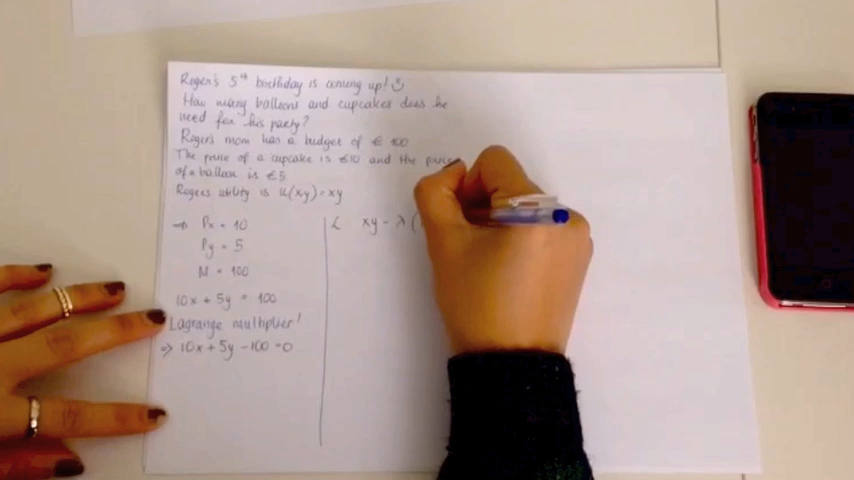 Roger's 5th birthday is coming up! :)
How many balloons and cupcakes does he
need for his party?
Roger's mom has a budget of € 100
The price of a cupcake is €10 and the price
of a balloon is €5
Rogers utility is U(xy) = xy
⇒ Px = 10
Py = 5
M = 100
10x + 5y = 100
Lagrange multiplier!
⇒ 10x + 5y - 100 = 0
L xy - λ (